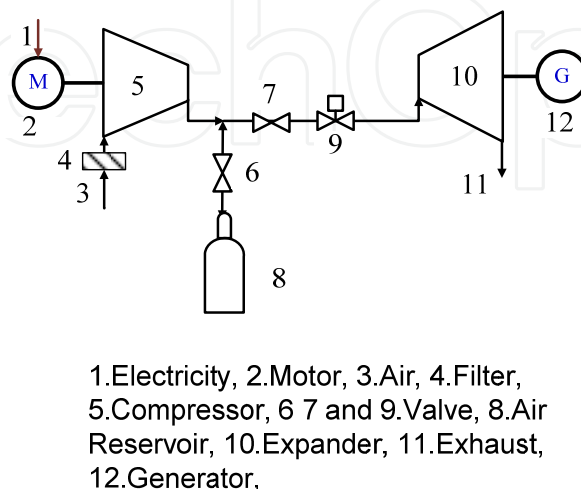 1
M
2
5
4
3
7
6
8
9
10
G
12
11
1.Electricity, 2.Motor, 3.Air, 4.Filter,
5.Compressor, 6 7 and 9.Valve, 8.Air
Reservoir, 10.Expander, 11.Exhaust,
12.Generator,